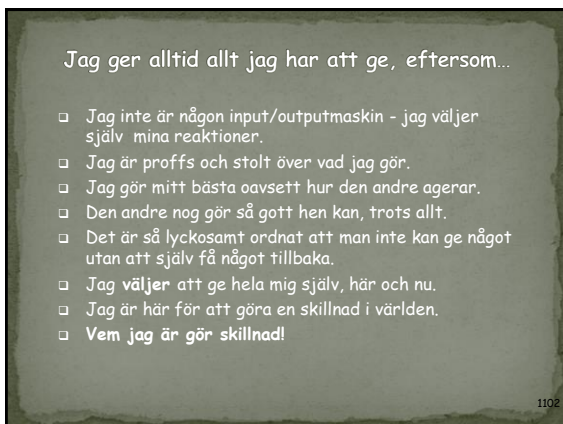 Jag ger alltid allt jag har att ge, eftersom…
❑ Jag inte är någon input/outputmaskin - jag väljer
själv mina reaktioner.
❑ Jag är proffs och stolt över vad jag gör.
❑ Jag gör mitt bästa oavsett hur den andre agerar.
❑ Den andre nog gör så gott hen kan, trots allt.
❑ Det är så lyckosamt ordnat att man inte kan ge något
utan att själv få något tillbaka.
❑ Jag väljer att ge hela mig själv, här och nu.
❑ Jag är här för att göra en skillnad i världen.
❑ Vem jag är gör skillnad!
1102